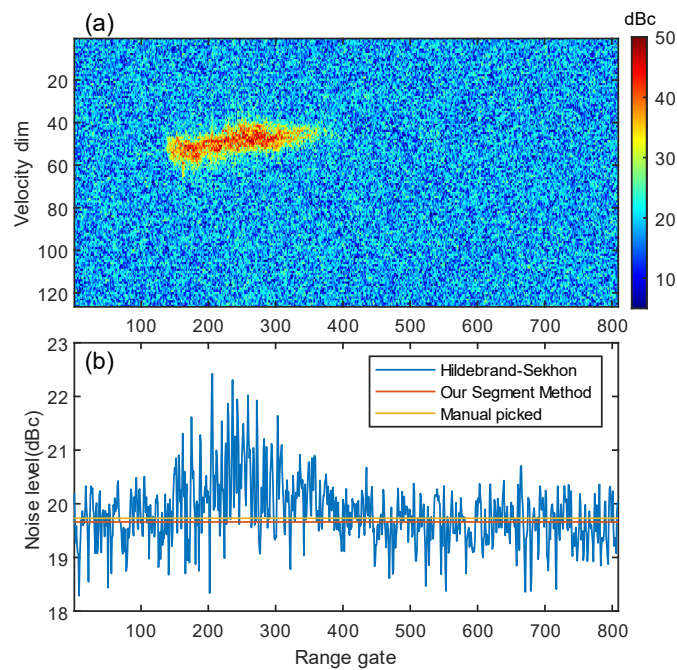 (a)
dBc
50
40
30
20
10
Velocity dim
20
40
60
80
100
120
100 200 300 400 500 600 700 800
(b)
Noise level(dBc)
23
22
21
20
19
18
Hildebrand-Sekhon
Our Segment Method
Manual picked
100 200 300 400 500 600 700 800
Range gate